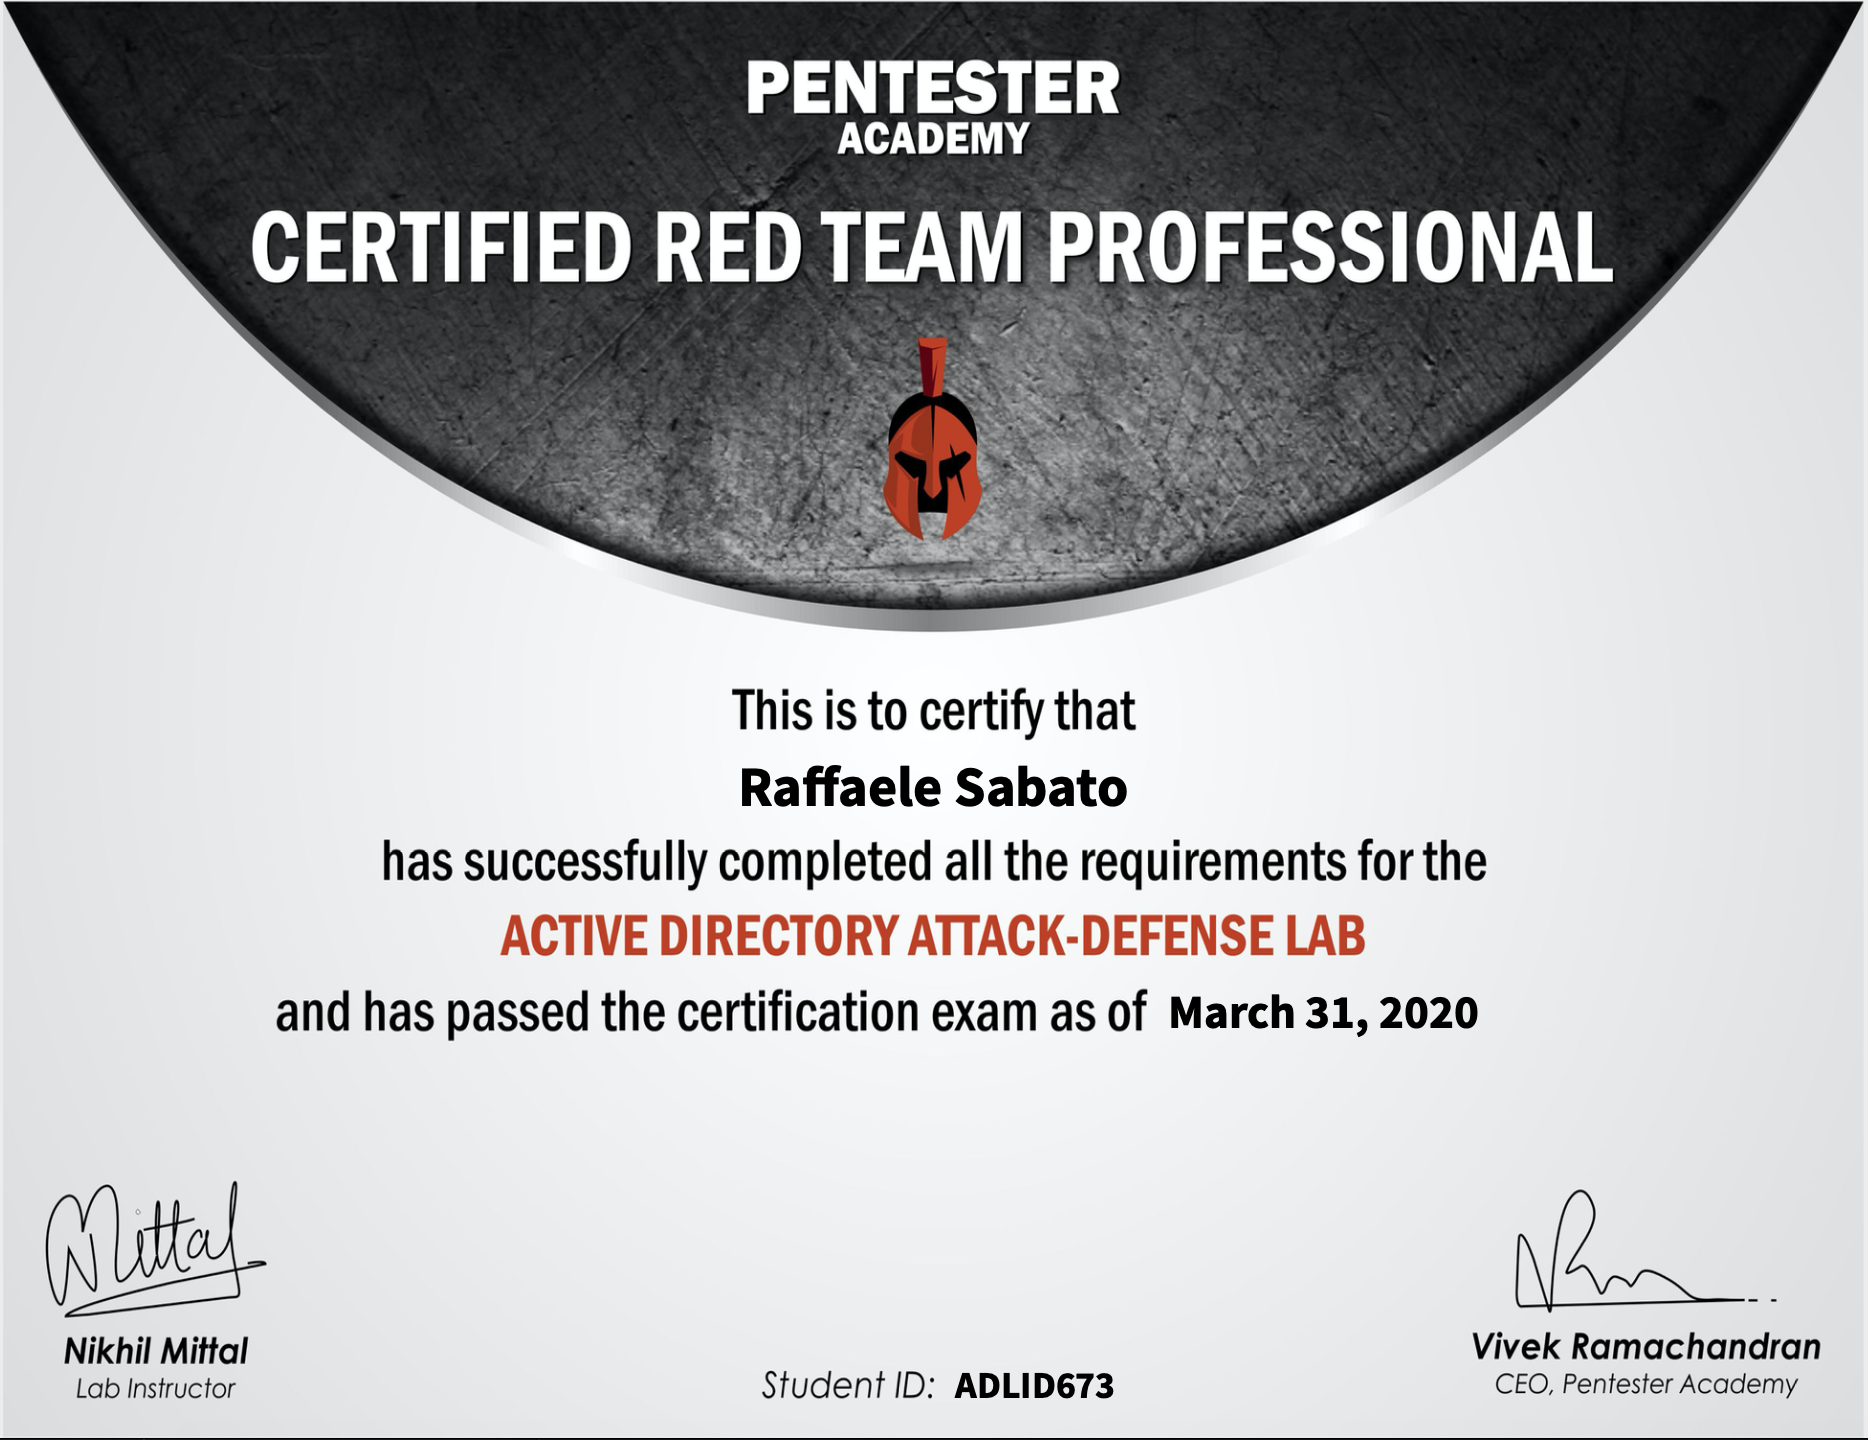 PENTESTER
ACADEMY
CERTIFIED RED TEAM PROFESSIONAL
This is to certify that
Raffaele Sabato
has successfully completed all the requirements for the
ACTIVE DIRECTORY ATTACK-DEFENSE LAB
and has passed the certification exam as of March 31, 2020
Mittal
Nikhil Mittal
Lab Instructor
Student ID: ADLID673
Vivek Ramachandran
CEO, Pentester Academy